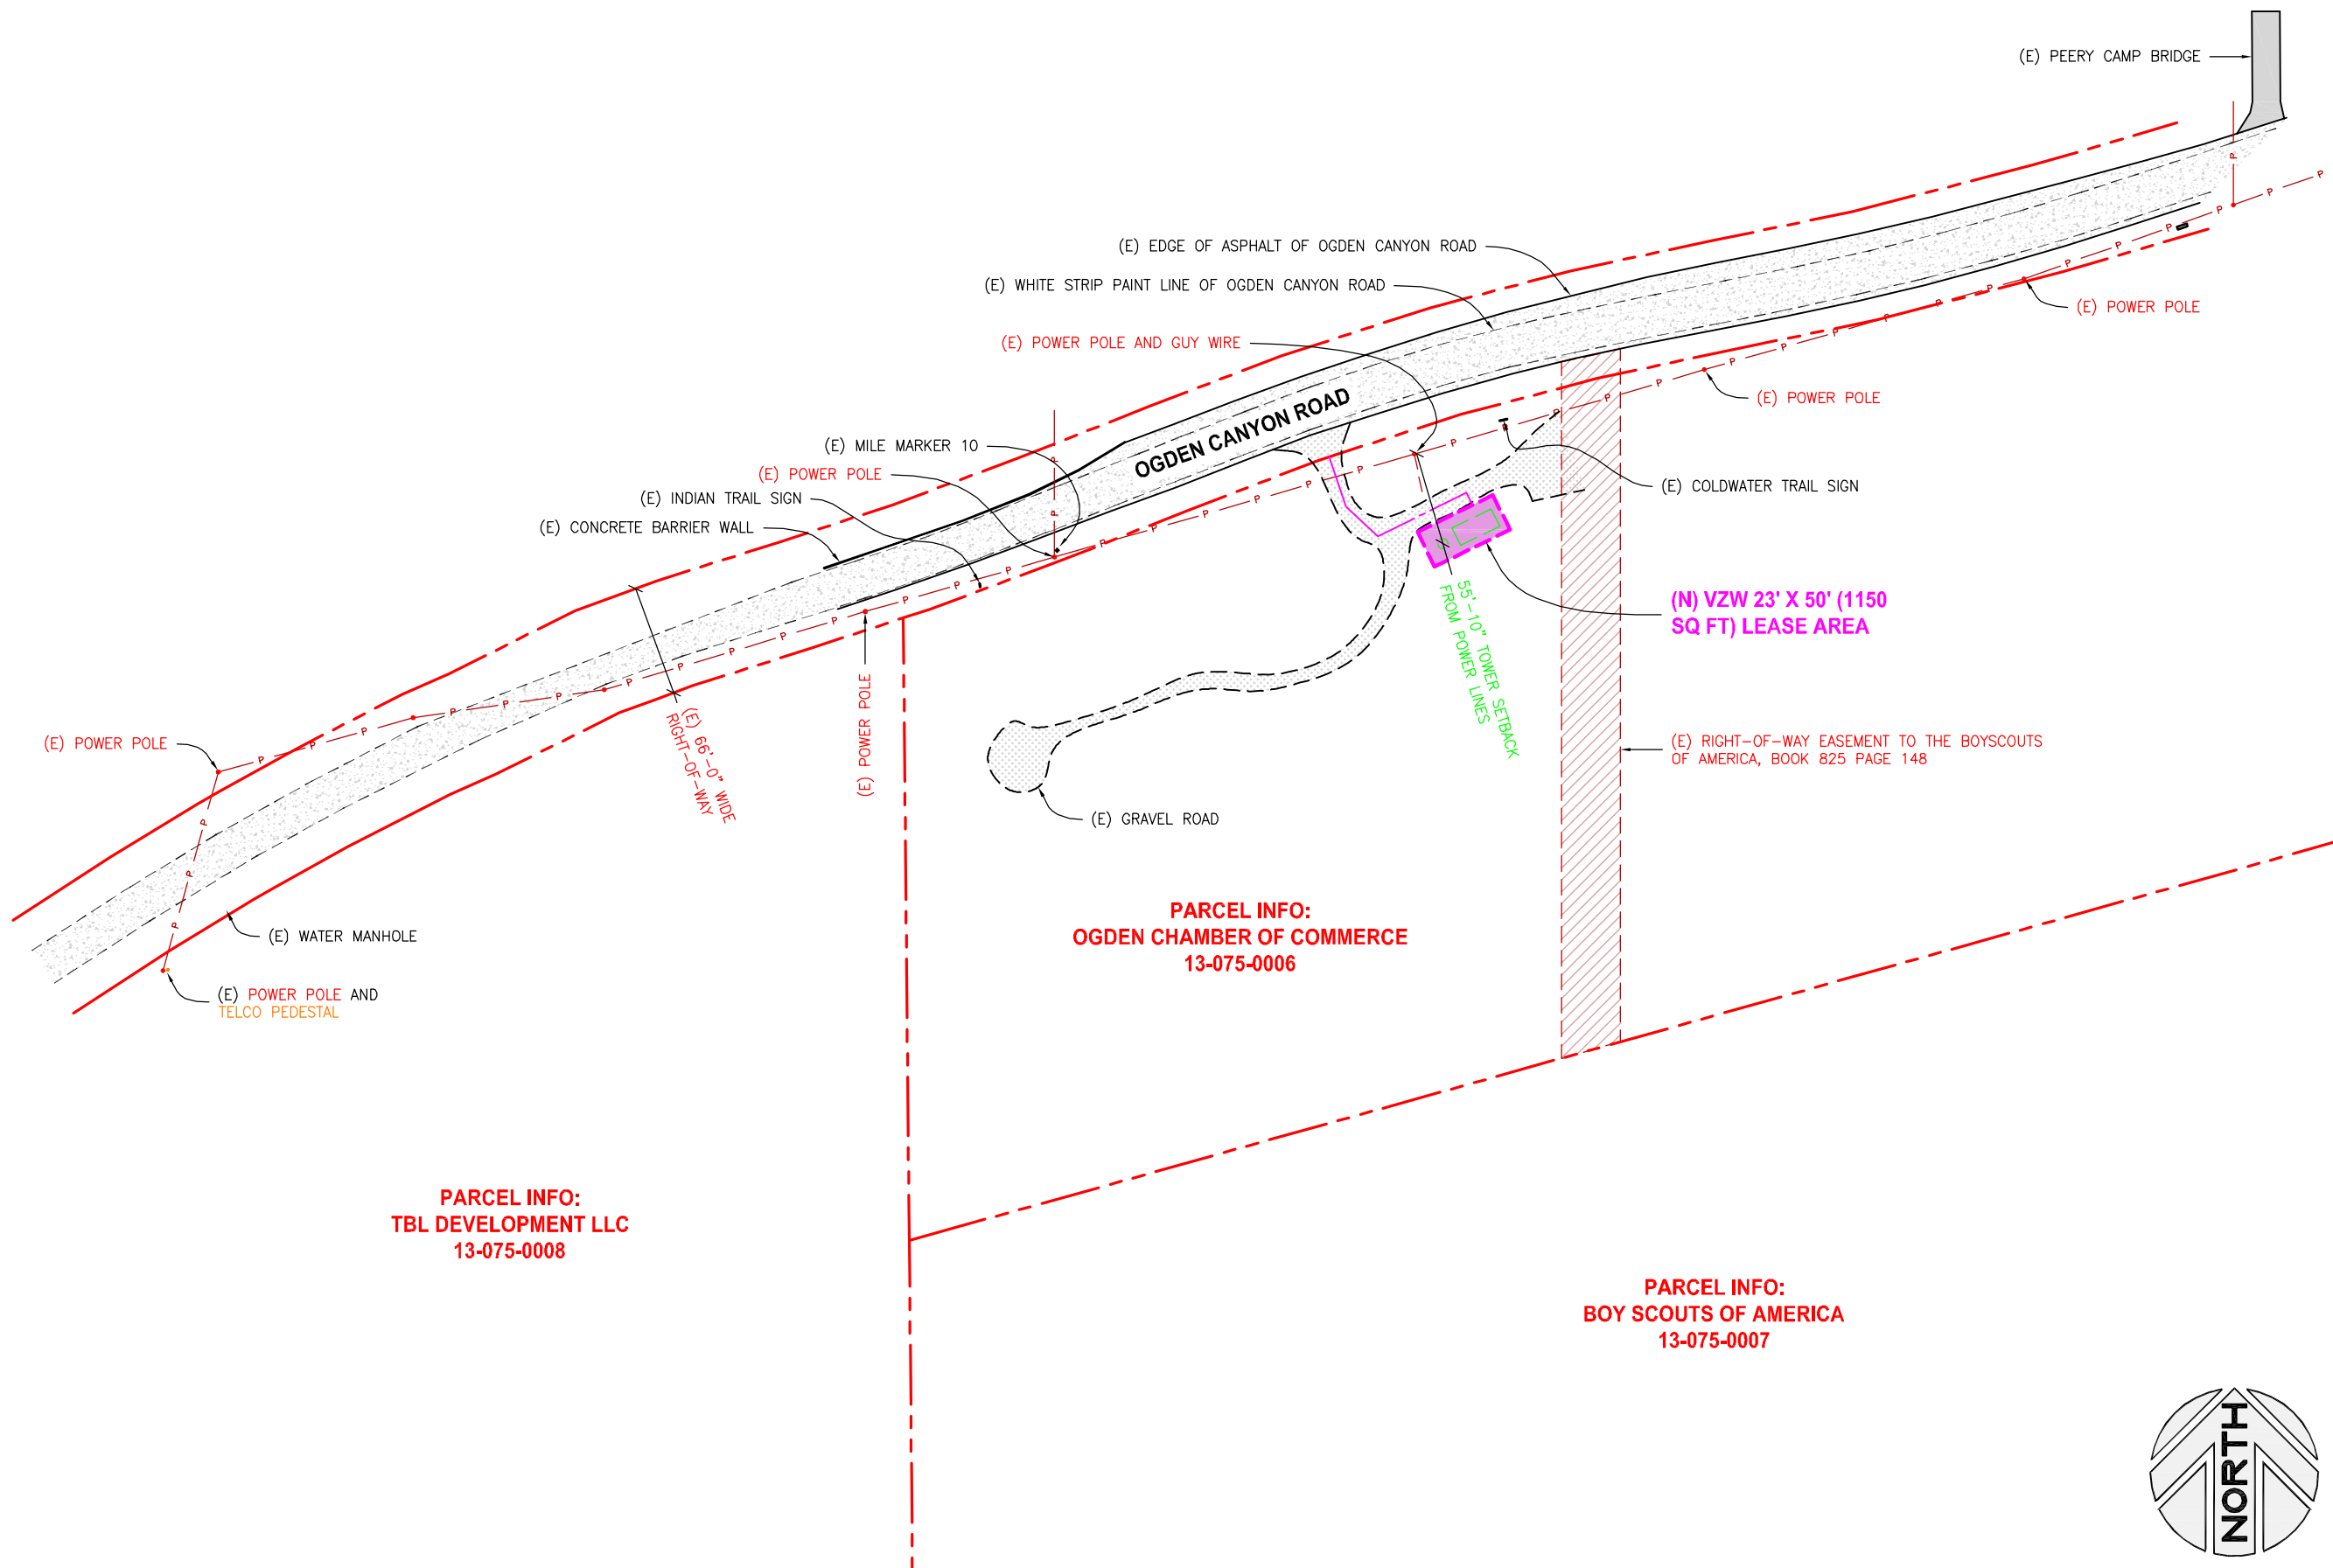 (E) PEERY CAMP BRIDGE
(E) EDGE OF ASPHALT OF OGDEN CANYON ROAD
(E) WHITE STRIP PAINT LINE OF OGDEN CANYON ROAD
(E) POWER POLE AND GUY WIRE
(E) POWER POLE
(E) POWER POLE
OGDEN CANYON ROAD
(E) MILE MARKER 10
(E) POWER POLE
(E) INDIAN TRAIL SIGN
(E) CONCRETE BARRIER WALL
(E) COLDWATER TRAIL SIGN
(N) VZW 23' X 50' (1150
SQ FT) LEASE AREA
55'-10" TOWER SETBACK
FROM POWER LINES
(E) 66'-0" WIDE
RIGHT-OF-WAY
(E) POWER POLE
(E) POWER POLE
(E) RIGHT-OF-WAY EASEMENT TO THE BOYSCOUTS
OF AMERICA, BOOK 825 PAGE 148
(E) GRAVEL ROAD
(E) WATER MANHOLE
(E) POWER POLE AND
TELCO PEDESTAL
PARCEL INFO:
OGDEN CHAMBER OF COMMERCE
13-075-0006
PARCEL INFO:
TBL DEVELOPMENT LLC
13-075-0008
PARCEL INFO:
BOY SCOUTS OF AMERICA
13-075-0007
NORTH
P P P P P P P P P P P P P P P P P P P P P P P P P P P P P P P P P P P P P P P